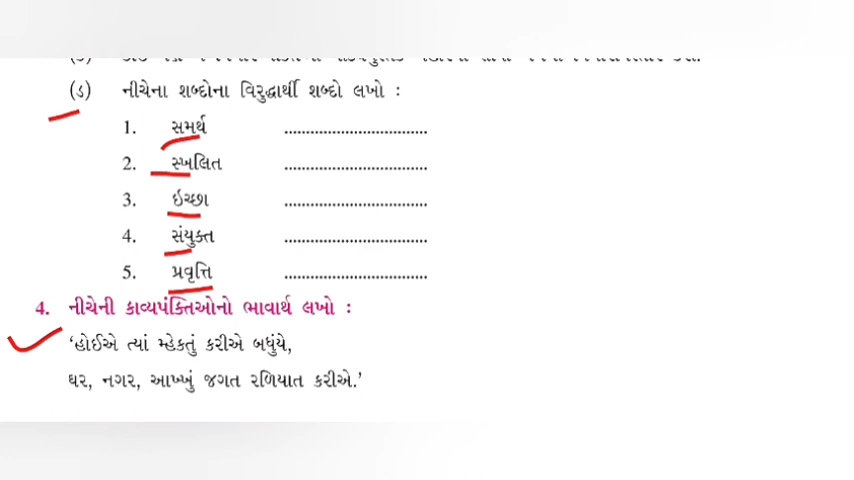 (ડ) નીચેના શબ્દોના વિરુદ્ધાર્થી શબ્દો લખો :
1. સમર્થ ..................................
2. સ્ખલિત ..................................
3. ઇચ્છા ..................................
4. સંયુક્ત ..................................
5. પ્રવૃત્તિ ..................................
4. નીચેની કાવ્યપંક્તિઓનો ભાવાર્થ લખો :
‘હોઈએ ત્યાં મ્હેકતું કરીએ બધુંયે,
ઘર, નગર, આખ્ખું જગત રળિયાત કરીએ.’